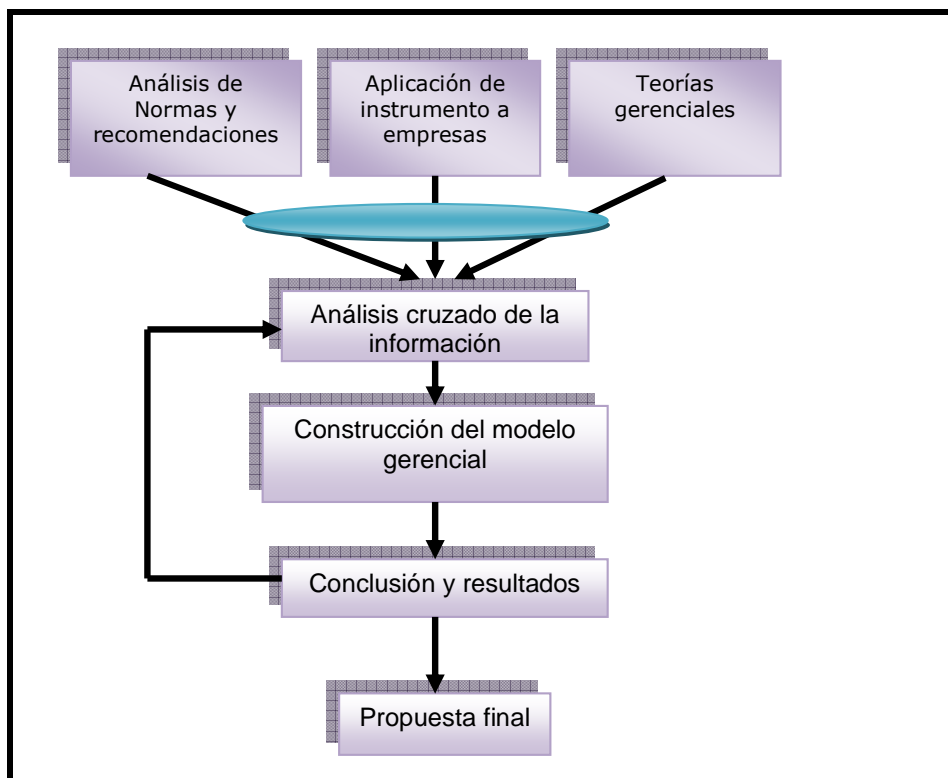 Análisis de
Normas y
recomendaciones
Aplicación de
instrumento a
empresas
Teorías
gerenciales
Análisis cruzado de la
información
Construcción del modelo
gerencial
Conclusión y resultados
Propuesta final